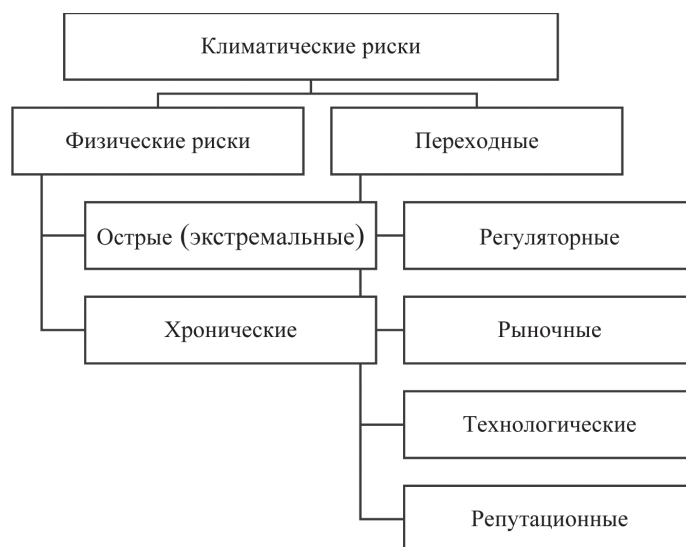 Климатические риски
Физические риски
Переходные
Острые (экстремальные)
Регуляторные
Хронические
Рыночные
Технологические
Репутационные